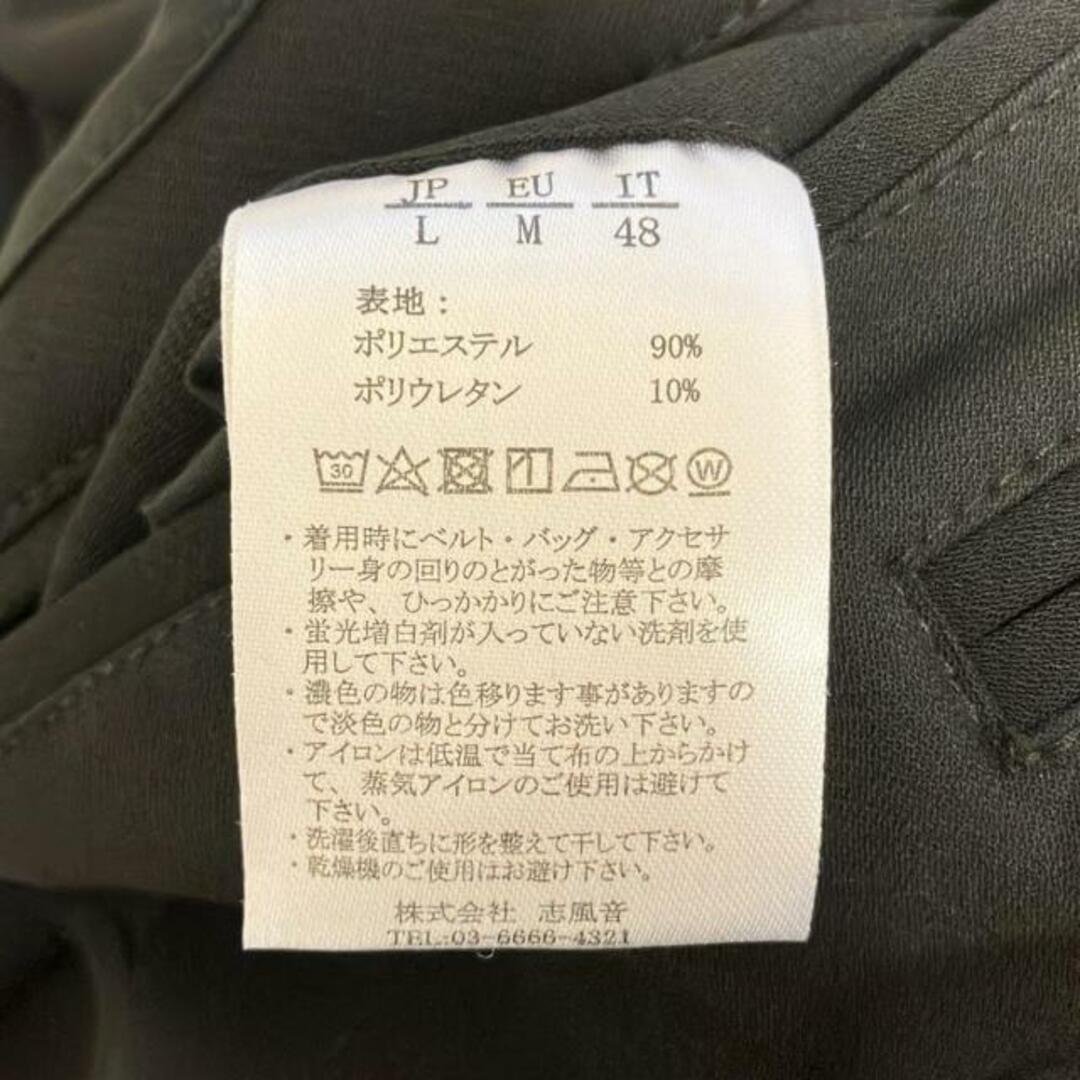 JP EU IT
L M 48
表地：
ポリエステル 90%
ポリウレタン 10%
30
W
・着用時にベルト・バッグ・アクセサ
リー身の回りのとがった物等との摩
擦や、ひっかかりにご注意下さい。
・蛍光増白剤が入っていない洗剤を使
用して下さい。
・濃色の物は色移ります事がありますの
で淡色の物と分けてお洗い下さい。
・アイロンは低温で当て布の上からかけ
て、蒸気アイロンのご使用は避けて
下さい。
・洗濯後直ちに形を整えて干して下さい。
・乾燥機のご使用はお避け下さい。
株式会社 志風音
TEL:03-6666-4321